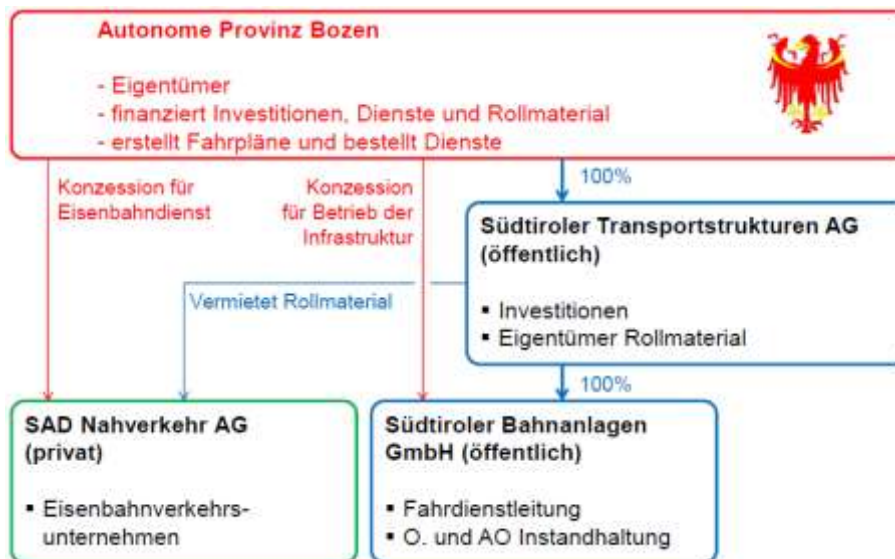 Autonome Provinz Bozen
- Eigentümer
- finanziert Investitionen, Dienste und Rollmaterial
- erstellt Fahrpläne und bestellt Dienste
Konzession für
Eisenbahndienst
Konzession
für Betrieb der
Infrastruktur
100%
Südtiroler Transportstrukturen AG
(öffentlich)
▪ Investitionen
▪ Eigentümer Rollmaterial
Vermietet Rollmaterial
100%
SAD Nahverkehr AG
(privat)
▪ Eisenbahnverkehrs-
unternehmen
Südtiroler Bahnanlagen
GmbH (öffentlich)
▪ Fahrdienstleitung
▪ O. und AO Instandhaltung